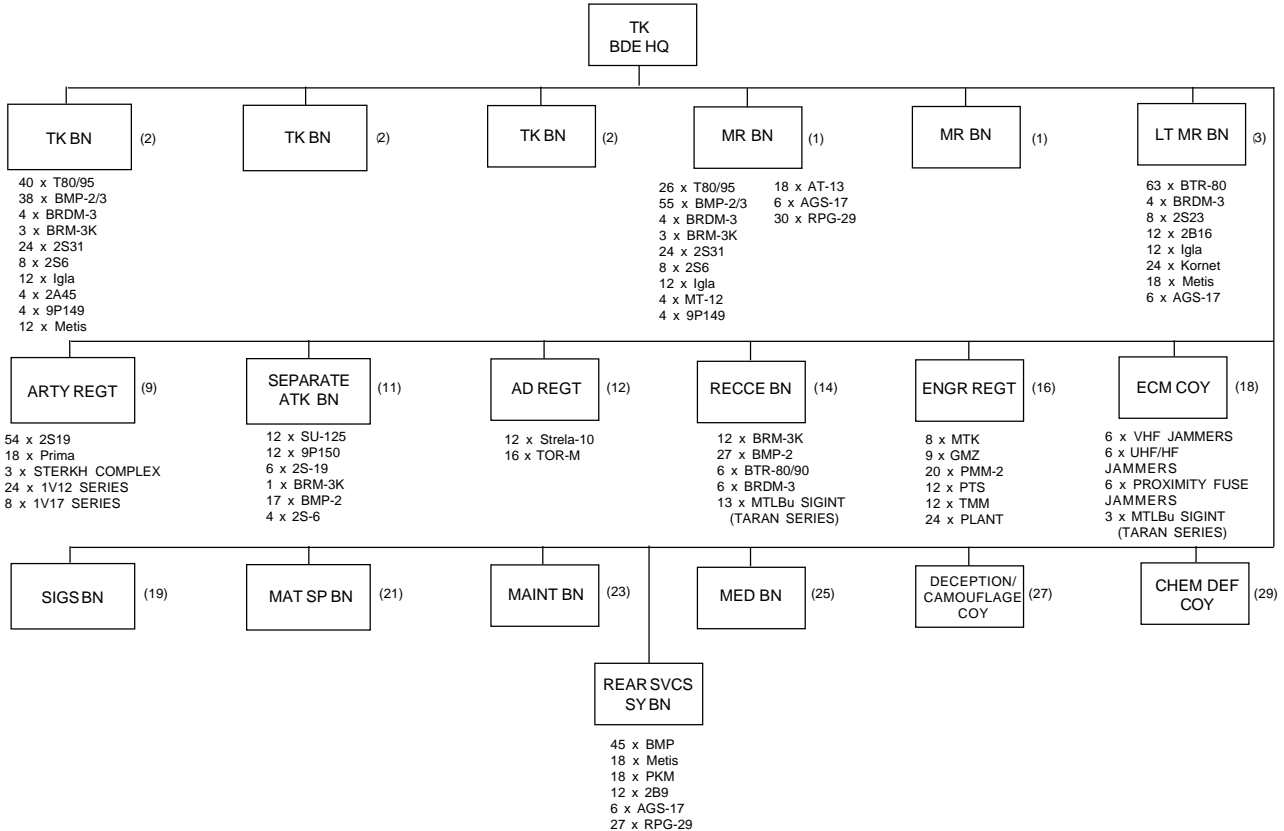 TK
BDE HQ
TK BN
(2)
TK BN
(2)
TK BN
(2)
MR BN
(1)
MR BN
(1)
LT MR BN
(3)
40 x T80/95
38 x BMP-2/3
4 x BRDM-3
3 x BRM-3K
24 x 2S31
8 x 2S6
12 x Igla
4 x 2A45
4 x 9P149
12 x Metis
26 x T80/95
55 x BMP-2/3
4 x BRDM-3
3 x BRM-3K
24 x 2S31
8 x 2S6
12 x Igla
4 x MT-12
4 x 9P149
18 x AT-13
6 x AGS-17
30 x RPG-29
63 x BTR-80
4 x BRDM-3
8 x 2S23
12 x 2B16
12 x Igla
24 x Kornet
18 x Metis
6 x AGS-17
ARTY REGT
(9)
SEPARATE
ATK BN
(11)
AD REGT
(12)
RECCE BN
(14)
ENGR REGT
(16)
ECM COY
(18)
54 x 2S19
18 x Prima
3 x STERKH COMPLEX
24 x 1V12 SERIES
8 x 1V17 SERIES
12 x SU-125
12 x 9P150
6 x 2S-19
1 x BRM-3K
17 x BMP-2
4 x 2S-6
12 x Strela-10
16 x TOR-M
12 x BRM-3K
27 x BMP-2
6 x BTR-80/90
6 x BRDM-3
13 x MTLBu SIGINT
(TARAN SERIES)
8 x MTK
9 x GMZ
20 x PMM-2
12 x PTS
12 x TMM
24 x PLANT
6 x VHF JAMMERS
6 x UHF/HF
JAMMERS
6 x PROXIMITY FUSE
JAMMERS
3 x MTLBu SIGINT
(TARAN SERIES)
SIGS BN
(19)
MAT SP BN
(21)
MAINT BN
(23)
MED BN
(25)
DECEPTION/
CAMOUFLAGE
COY
(27)
CHEM DEF
COY
(29)
REAR SVCS
SY BN
45 x BMP
18 x Metis
18 x PKM
12 x 2B9
6 x AGS-17
27 x RPG-29